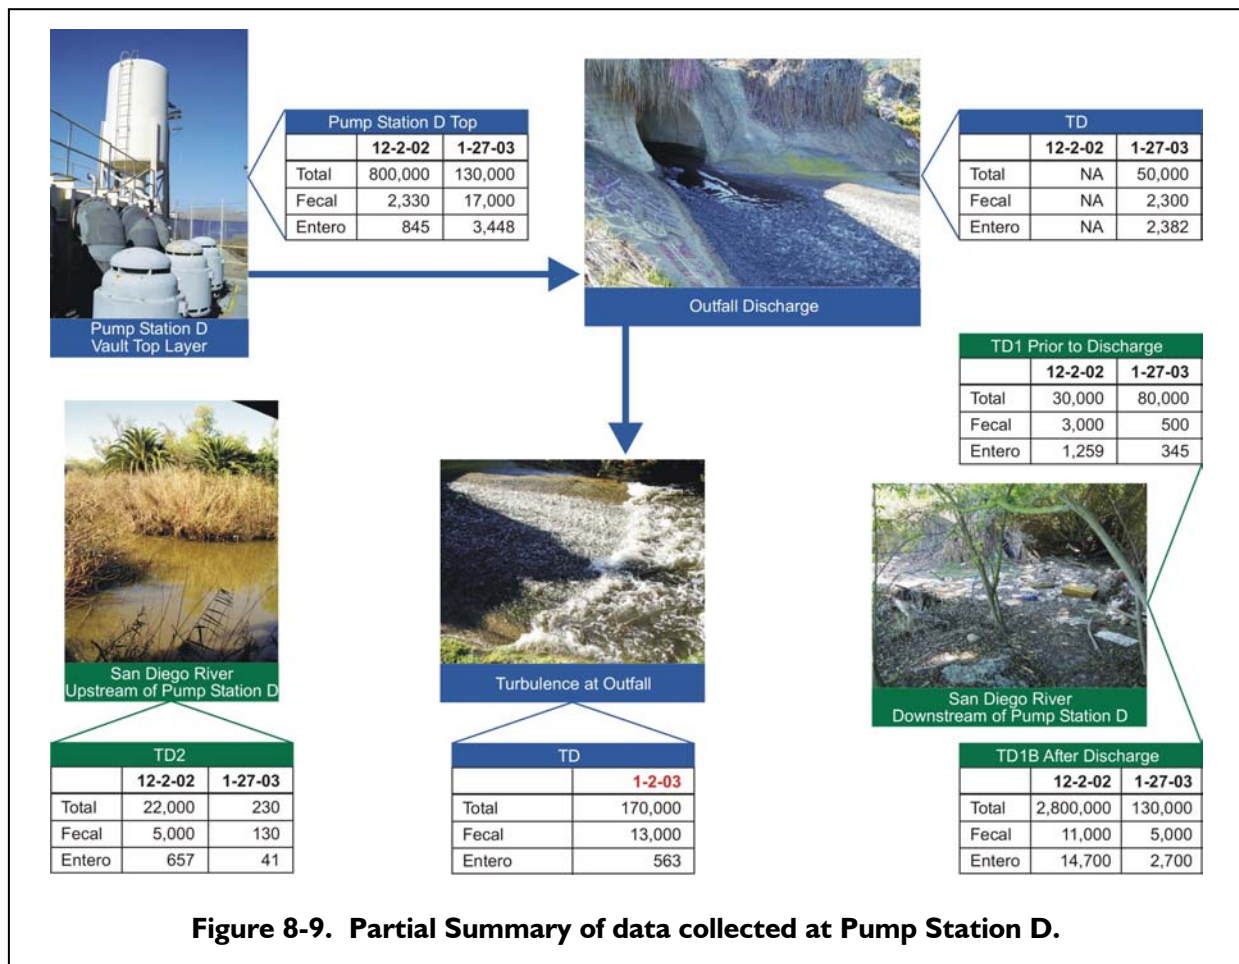 Pump Station D Top
12-2-02 1-27-03
Total 800,000 130,000
Fecal 2,330 17,000
Entero 845 3,448
Pump Station D
Vault Top Layer
Outfall Discharge
TD
12-2-02 1-27-03
Total NA 50,000
Fecal NA 2,300
Entero NA 2,382
TD1 Prior to Discharge
12-2-02 1-27-03
Total 30,000 80,000
Fecal 3,000 500
Entero 1,259 345
San Diego River
Upstream of Pump Station D
TD2
12-2-02 1-27-03
Total 22,000 230
Fecal 5,000 130
Entero 657 41
Turbulence at Outfall
TD
1-2-03
Total 170,000
Fecal 13,000
Entero 563
San Diego River
Downstream of Pump Station D
TD1B After Discharge
12-2-02 1-27-03
Total 2,800,000 130,000
Fecal 11,000 5,000
Entero 14,700 2,700
Figure 8-9. Partial Summary of data collected at Pump Station D.